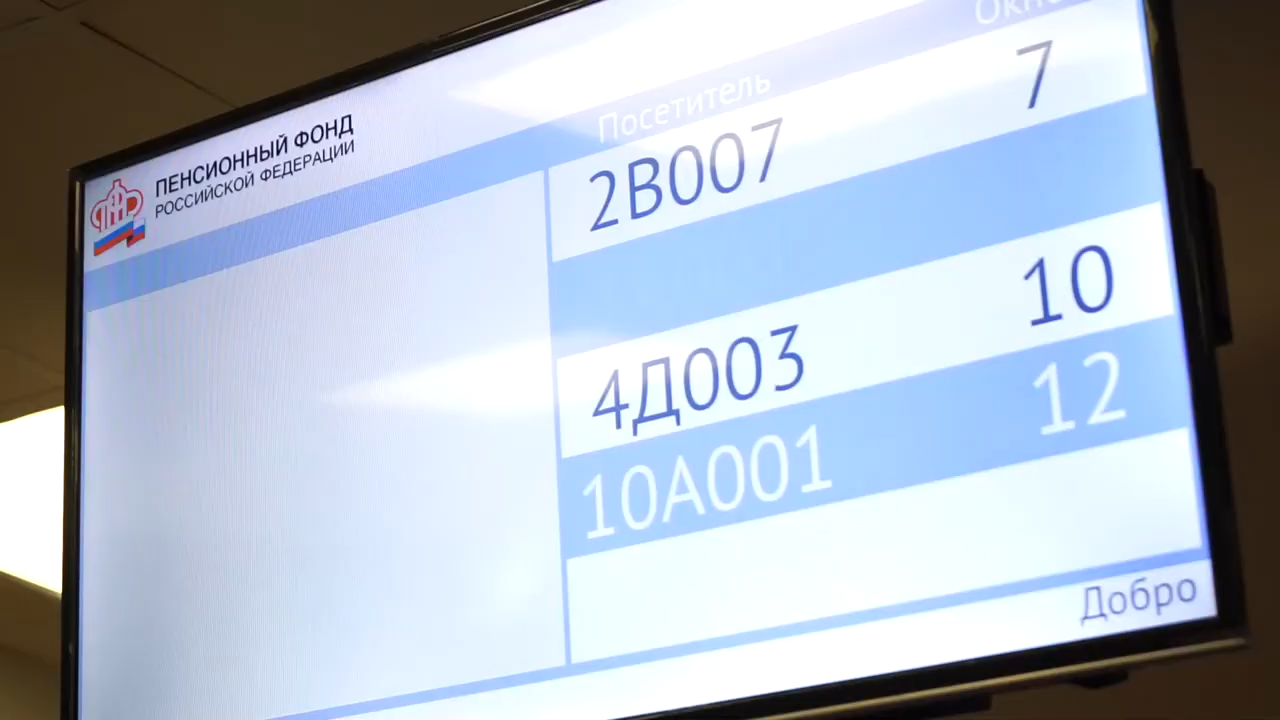 ПЕНСИОННЫЙ ФОНД
РОССИЙСКОЙ ФЕДЕРАЦИИ
Посетитель
2В007 7
4Д003 10
10А001 12
Добро